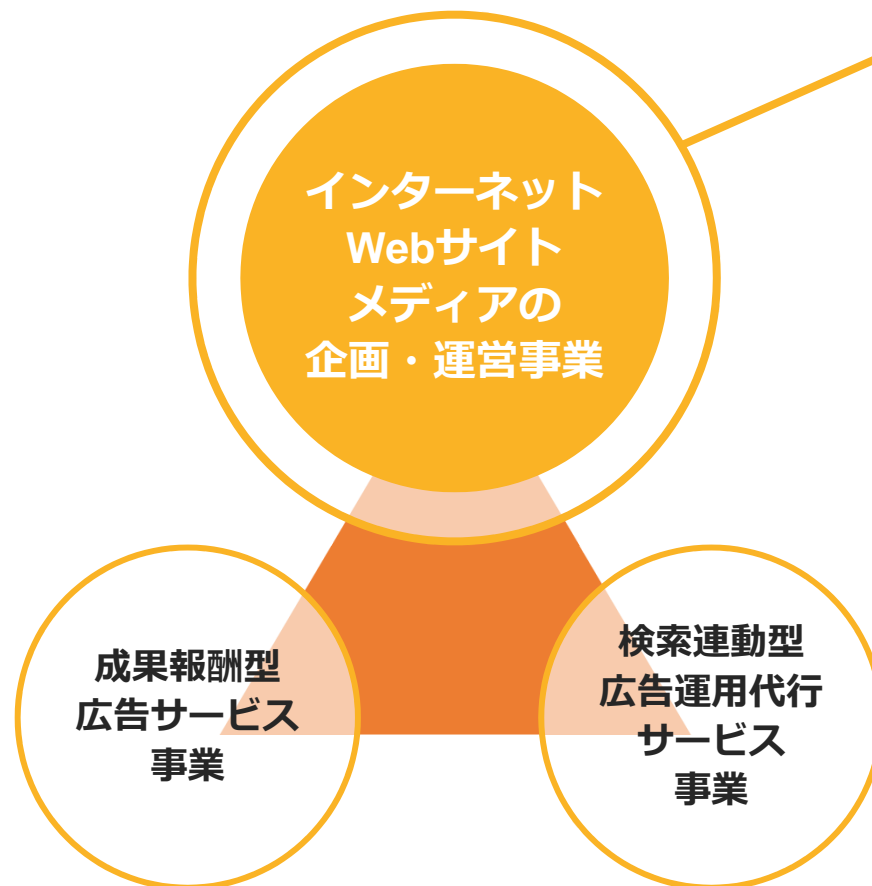 インターネット
Webサイト
メディアの
企画・運営事業
成果報酬型
広告サービス
事業
検索連動型
広告運用代行
サービス
事業